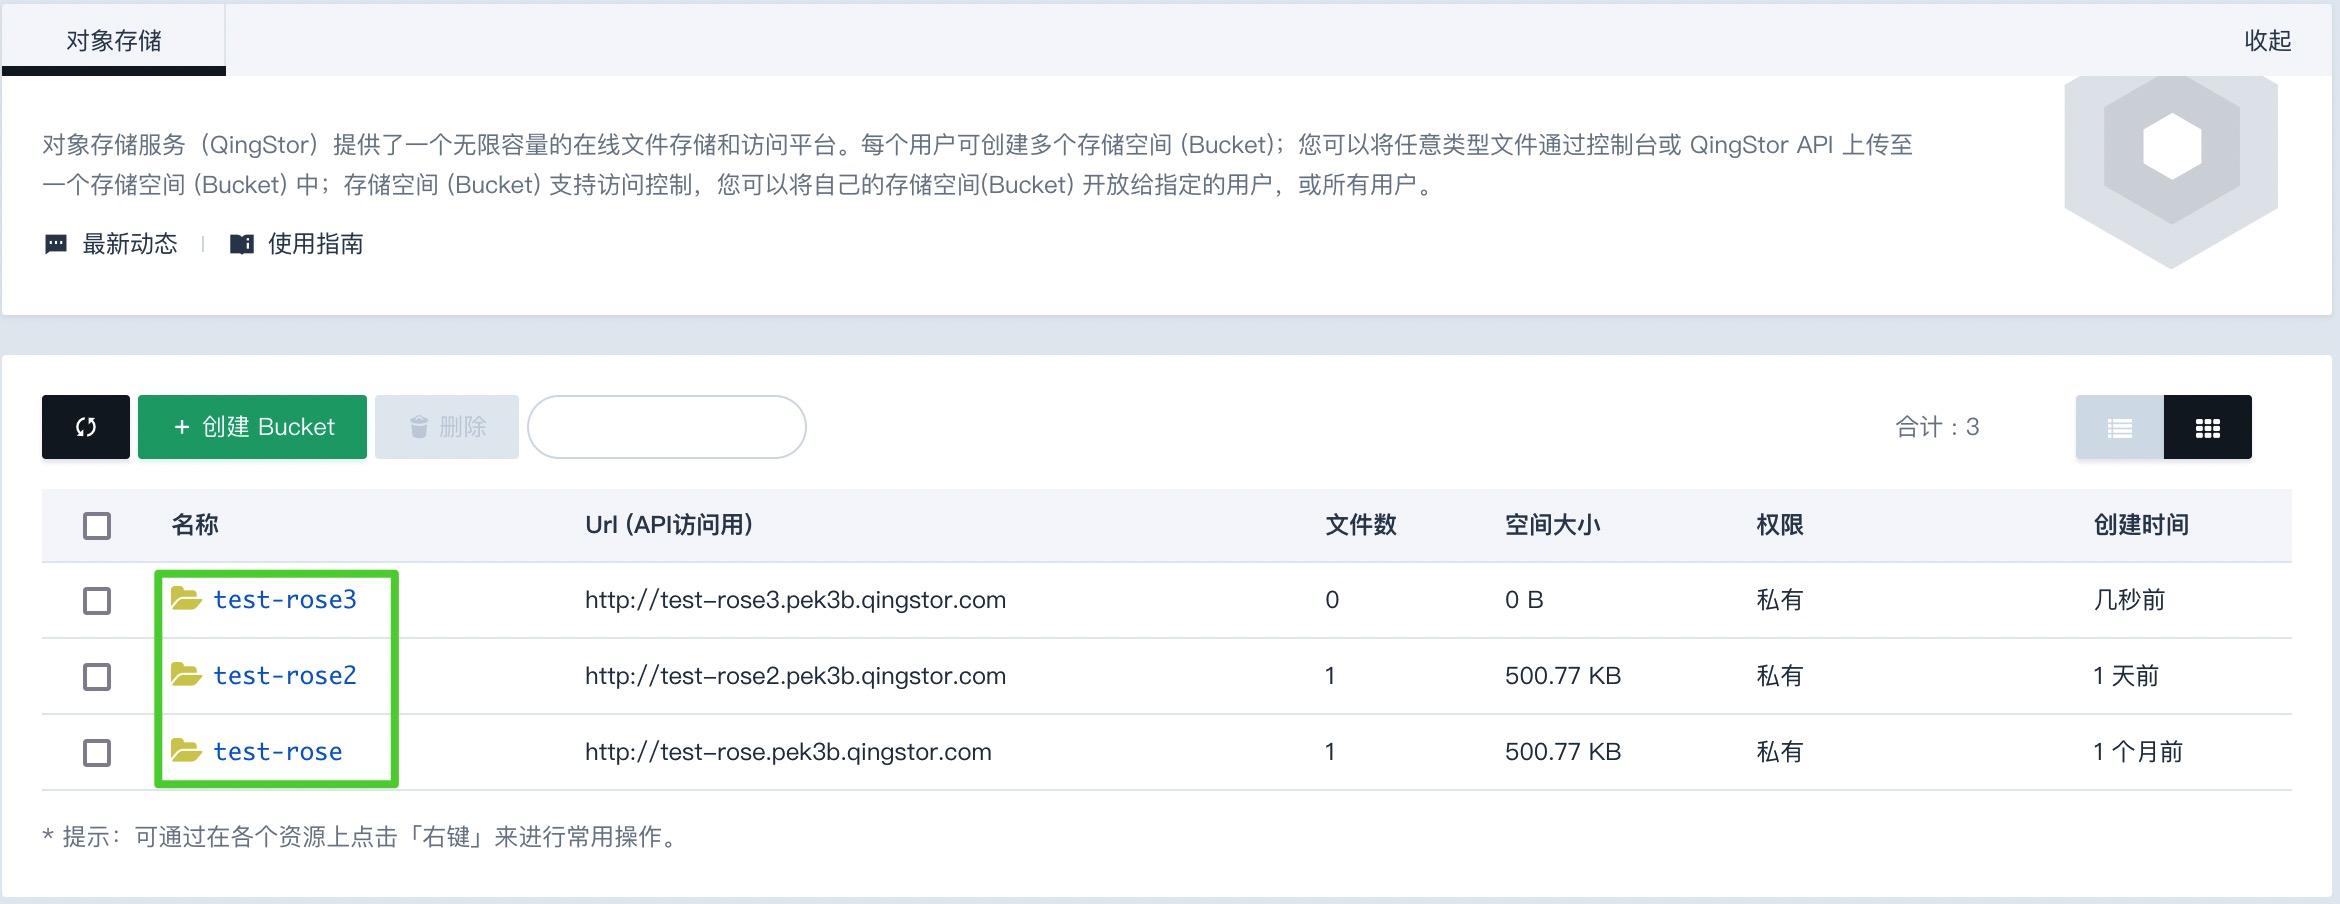 对象存储
收起
对象存储服务（QingStor）提供了一个无限容量的在线文件存储和访问平台。每个用户可创建多个存储空间 (Bucket)；您可以将任意类型文件通过控制台或 QingStor API 上传至
一个存储空间 (Bucket) 中；存储空间 (Bucket) 支持访问控制，您可以将自己的存储空间(Bucket) 开放给指定的用户，或所有用户。
最新动态
使用指南
+ 创建 Bucket
删除
合计：3
名称 Url (API访问用) 文件数 空间大小 权限 创建时间
test-rose3 http://test-rose3.pek3b.qingstor.com 0 0 B 私有 几秒前
test-rose2 http://test-rose2.pek3b.qingstor.com 1 500.77 KB 私有 1 天前
test-rose http://test-rose.pek3b.qingstor.com 1 500.77 KB 私有 1 个月前
* 提示：可通过在各个资源上点击「右键」来进行常用操作。